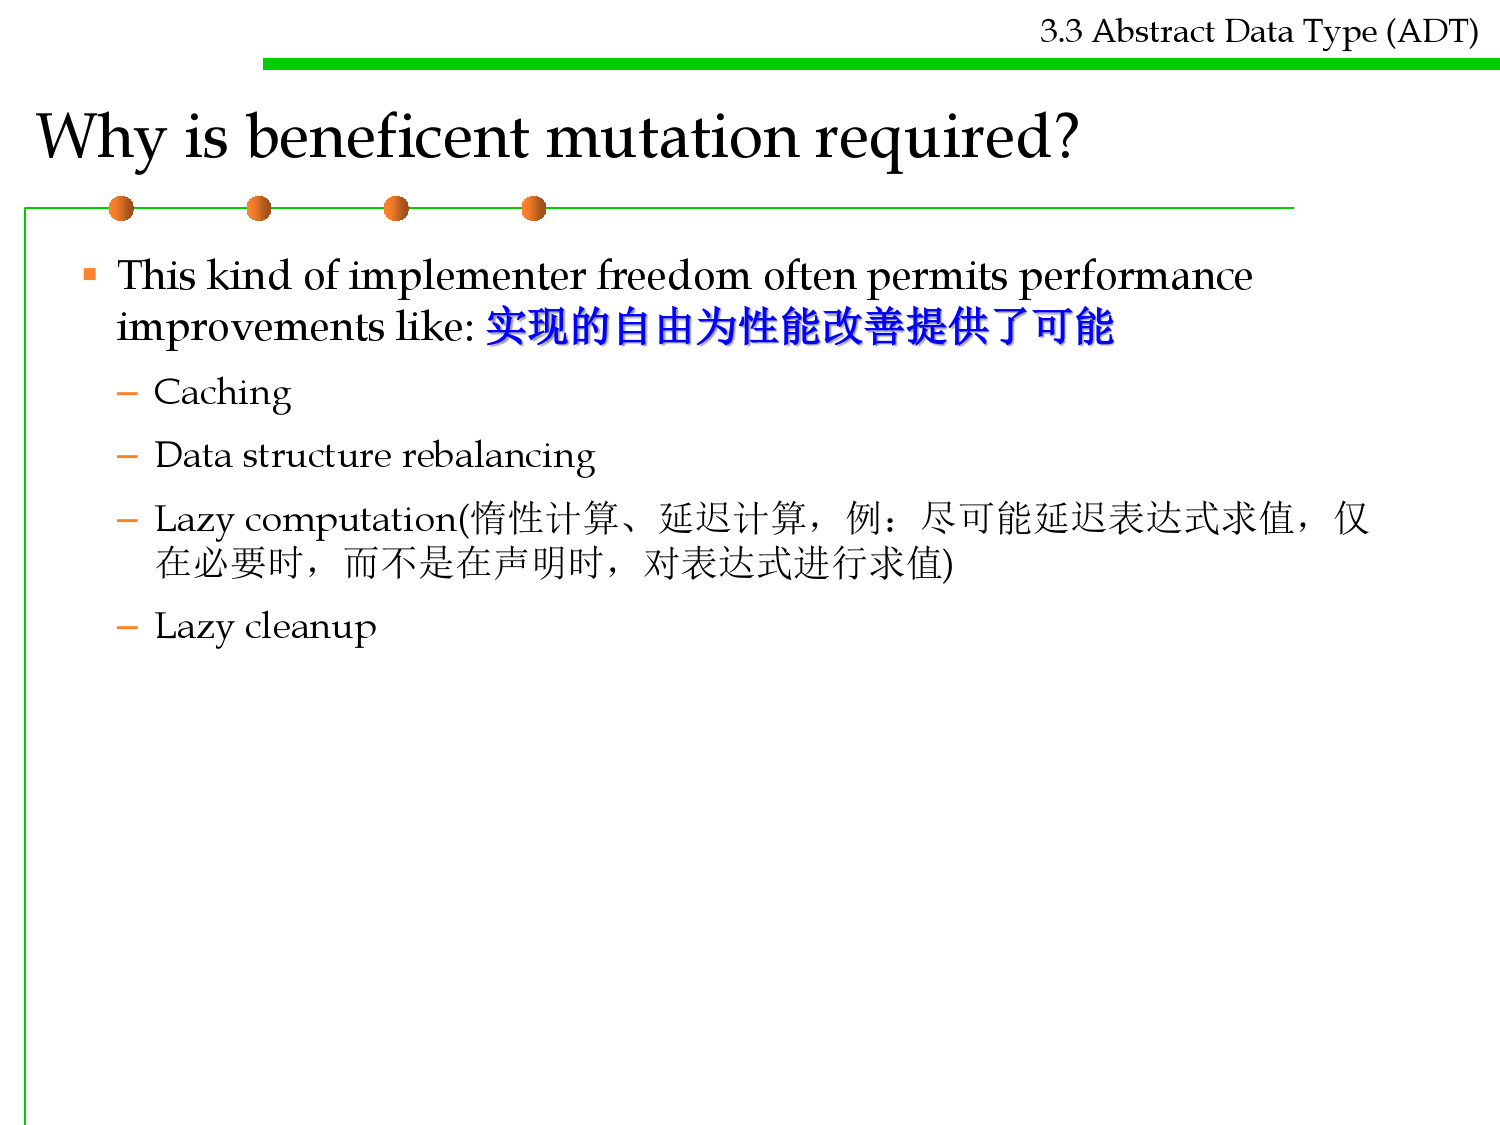 3.3 Abstract Data Type (ADT)
Why is beneficent mutation required?
▪ This kind of implementer freedom often permits performance
improvements like: 实现的自由为性能改善提供了可能
– Caching
– Data structure rebalancing
– Lazy computation(惰性计算、延迟计算，例：尽可能延迟表达式求值，仅
在必要时，而不是在声明时，对表达式进行求值)
– Lazy cleanup